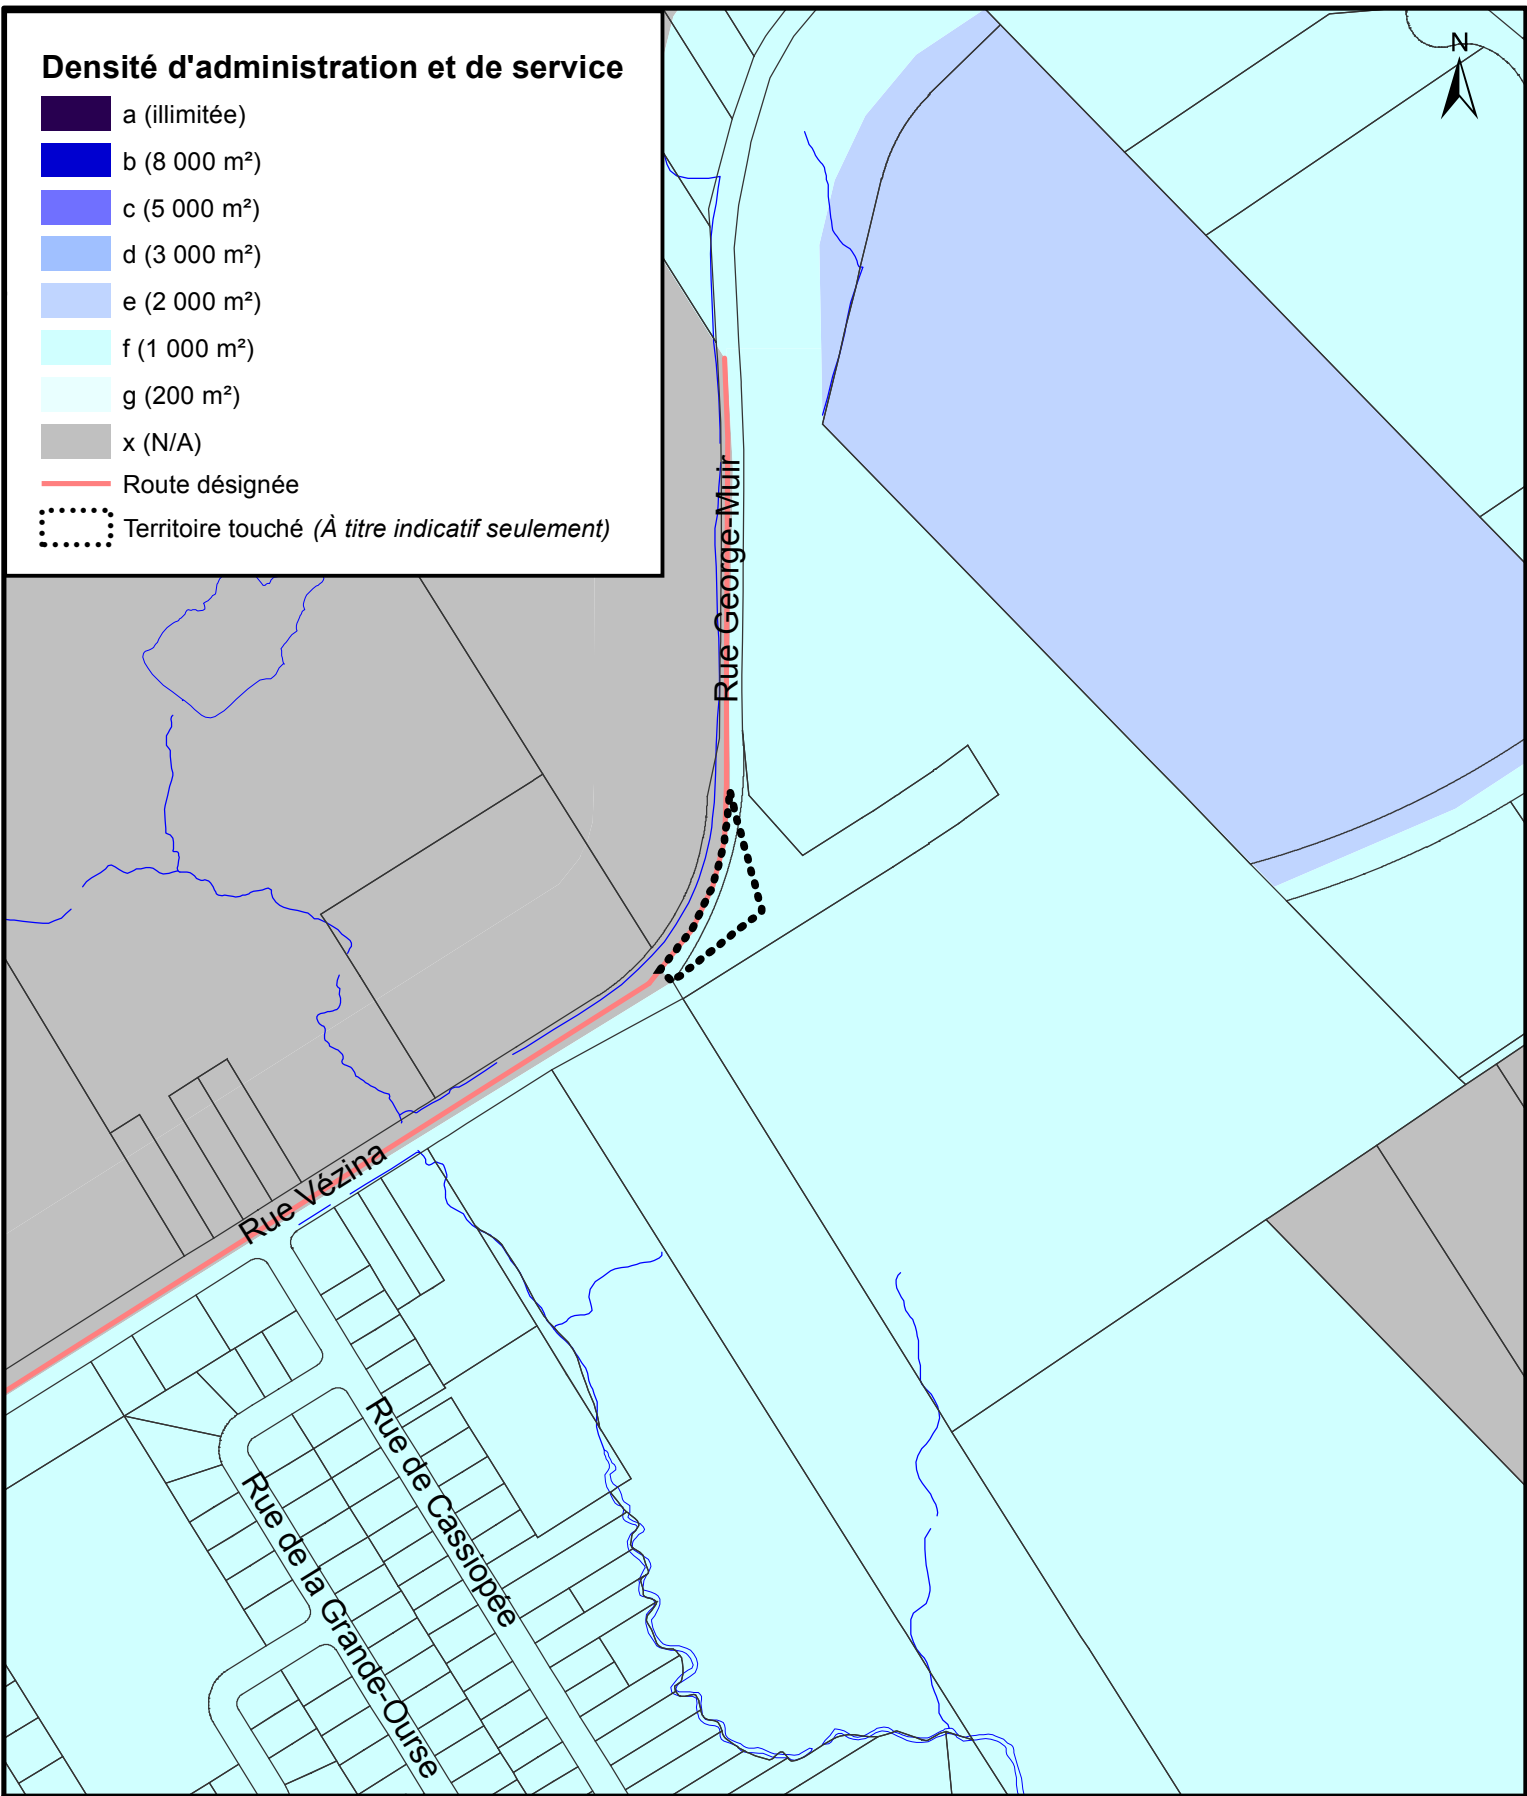 Densité d'administration et de service
a (illimitée)
b (8 000 m²)
c (5 000 m²)
d (3 000 m²)
e (2 000 m²)
f (1 000 m²)
g (200 m²)
x (N/A)
Route désignée
Territoire touché (À titre indicatif seulement)
N
Rue George-Muir
Rue Vézina
Rue de Cassiopée
Rue de la Grande-Ourse